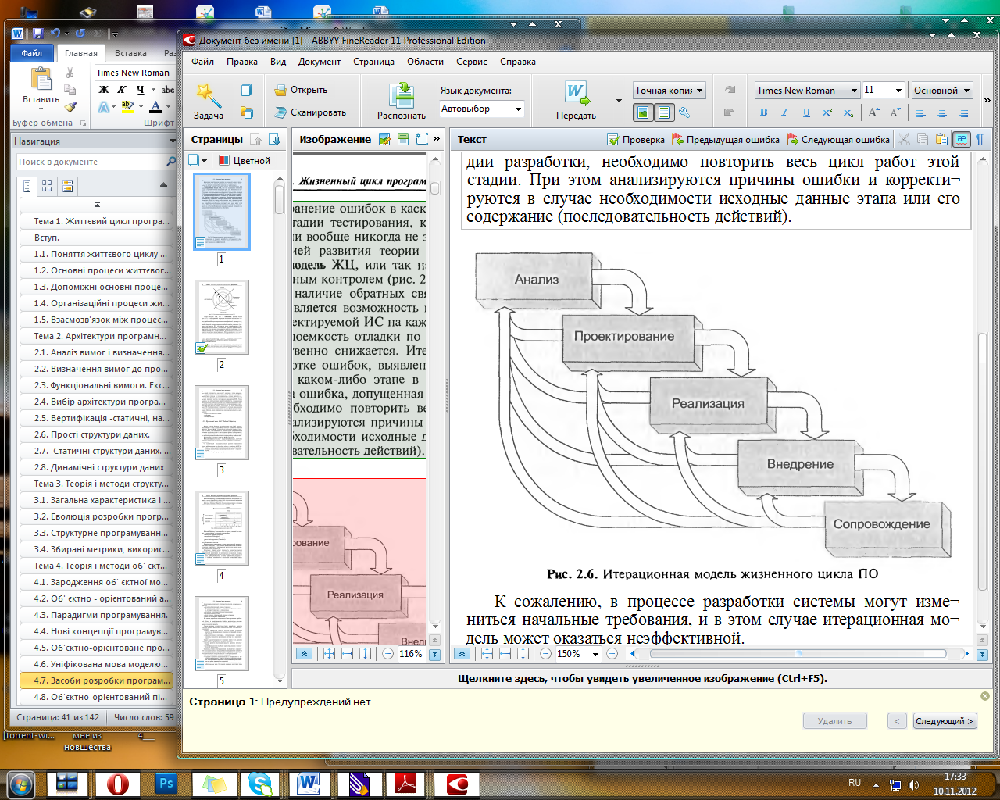 Документ без имени [1] - ABBYY FineReader 11 Professional Edition
Файл Главная Вставка
Вставить
Буфер обмена
Times New Roman
Ж К Ч abc
Шрифт
Навигация
Поиск в документе
Тема 1. Життєвий цикл програ...
Вступ.
1.1. Поняття життєвого циклу ...
1.2. Основні процеси життєвог...
1.3. Допоміжні основні проце...
1.4. Організаційні процеси жи...
1.5. Взаємозв'язок між процес...
Тема 2. Архітектури програмн...
2.1. Аналіз вимог і визначення...
2.2. Визначення вимог до про...
2.3. Функціональні вимоги. Екс...
2.4. Вибір архітектури програ...
2.5. Вертифікація -статичні, на...
2.6. Прості структури даних.
2.7. Статичні структури даних. ...
2.8. Динамічні структури даних
Тема 3. Теорія і методи структу...
3.1. Загальна характеристика і ...
3.2. Еволюція розробки прогр...
3.3. Структурне програмуванн...
3.4. Збирані метрики, викорис...
Тема 4. Теорія і методи об' єкт...
4.1. Зародження об' єктної мо...
4.2. Об' єктно - орієнтований а...
4.3. Парадигми програмування.
4.4. Нові концепції програмув...
4.5. Об'єктно-орієнтоване про...
4.6. Уніфікована мова моделю...
4.7. Засоби розробки програм...
4.8. Об'єктно-орієнтований пі...
Страница: 41 из 142 Число слов: 59
Файл Правка Вид Документ Страница Области Сервис Справка
Задача
Открыть
Сканировать
Распознать
Язык документа:
Автовыбор
Передать
Точная копи
Times New Roman 11 Основной
Страницы
Цветной
1
2
3
4
5
Изображение
Жизненный цикл програм
ранение ошибок в каск
тадии тестирования, к
ли вообще никогда не з
цией развития теории
модель ЖЦ, или так н
ным контролем (рис. 2
наличие обратных свя
вляется возможность
ектируемой ИС на каж
доемкость отладки по
твенно снижается. Ите
отке ошибок, выявлен
каком-либо этапе в
ошибка, допущенная
бходимо повторить ве
ализируются причины
бходимости исходные д
вательность действий).
рование
Реализация
Внед
116%
Текст
Проверка Предыдущая ошибка Следующая ошибка
дии разработки, необходимо повторить весь цикл работ этой
стадии. При этом анализируются причины ошибки и корректи¬
руются в случае необходимости исходные данные этапа или его
содержание (последовательность действий).
Анализ
Проектирование
Реализация
Внедрение
Сопровождение
Рис. 2.6. Итерационная модель жизненного цикла ПО
К сожалению, в процессе разработки системы могут изме¬
ниться начальные требования, и в этом случае итерационная мо¬
дель может оказаться неэффективной.
150%
Щелкните здесь, чтобы увидеть увеличенное изображение (Ctrl+F5).
Страница 1: Предупреждений нет.
Удалить < Следующий >
[torrent-wi... мне из 4__
новшества
Ps
RU
17:33
10.11.2012